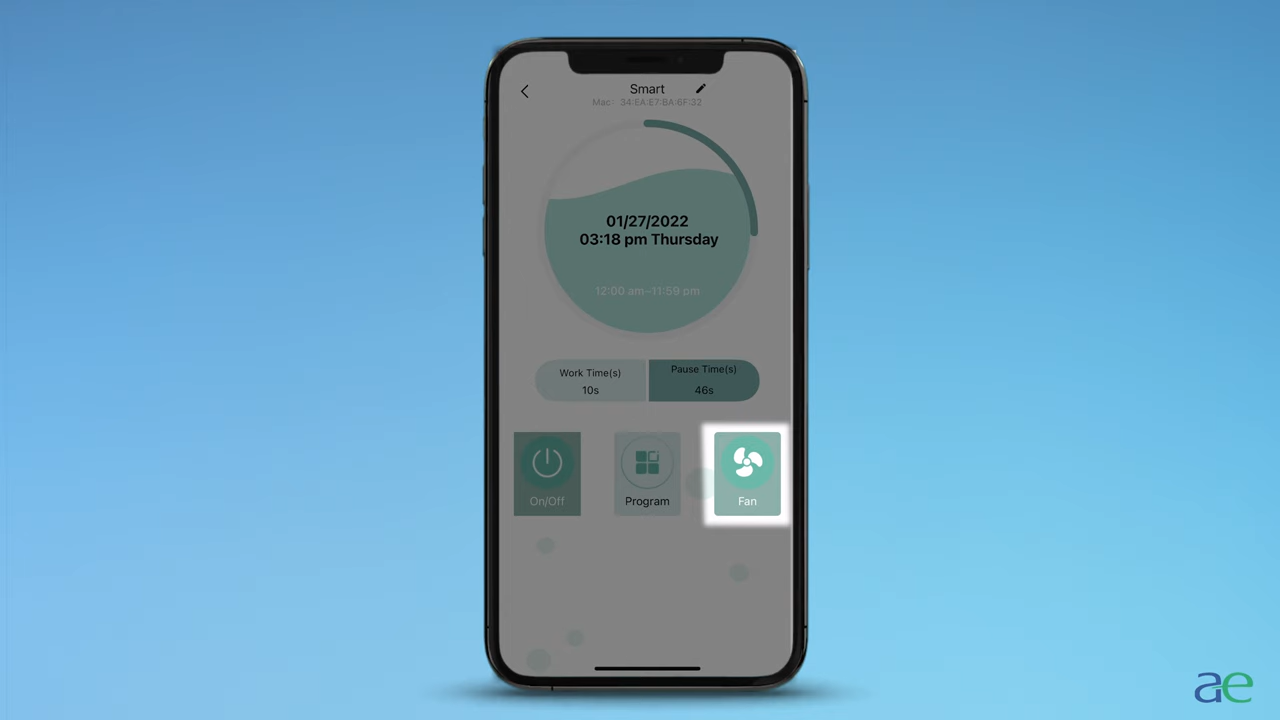 Smart
Mac: 34:EA:E7:BA:6F:32
01/27/2022
03:18 pm Thursday
12:00 am~11:59 pm
Work Time(s)
10s
Pause Time(s)
46s
On/Off
Program
Fan
ae